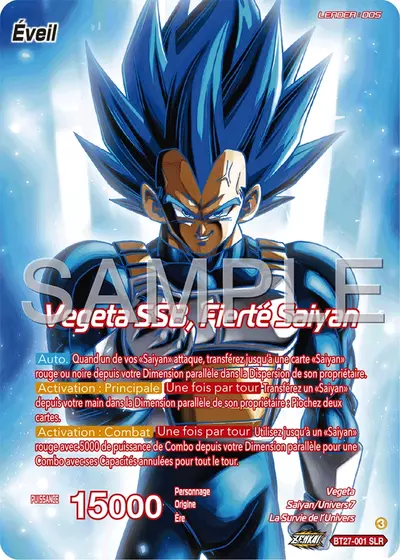 LEADER : DOS
Éveil
SAMPLE
Vegeta SSB, Fierté Saiyan
Auto. Quand un de vos «Saiyan» attaque, transférez jusqu'à une carte «Saiyan»
rouge ou noire depuis votre Dimension parallèle dans la Dispersion de son propriétaire.
Activation : Principale Une fois par tour Transférez un «Saiyan»
depuis votre main dans la Dimension parallèle de son propriétaire : Piochez deux
cartes.
Activation : Combat Une fois par tour Utilisez jusqu'à un «Saiyan»
rouge avec 5000 de puissance de Combo depuis votre Dimension parallèle pour une
Combo avec ses Capacités annulées pour tout le tour.
PUISSANCE 15000
Personnage Vegeta
Origine Saiyan/Univers7
Ère La Survie de l'Univers
3
ZENKAI BT27-001 SLR